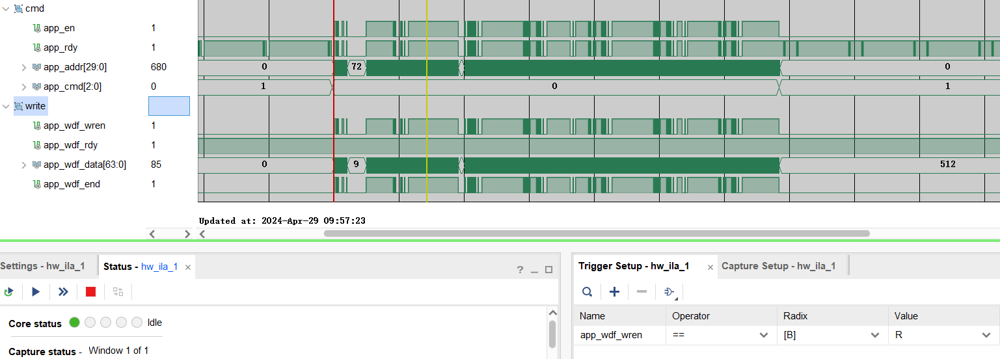 cmd
app_en 1
app_rdy 1
app_addr[29:0] 680 0 72 0
app_cmd[2:0] 0 1 0 1
write
app_wdf_wren 1
app_wdf_rdy 1
app_wdf_data[63:0] 85 0 9 512
app_wdf_end 1
Updated at: 2024-Apr-29 09:57:23
Settings - hw_ila_1 Status - hw_ila_1 × ? _
Trigger Setup - hw_ila_1 × Capture Setup - hw_ila_1
Core status Idle
Capture status - Window 1 of 1
Name Operator Radix Value
app_wdf_wren == [B] R